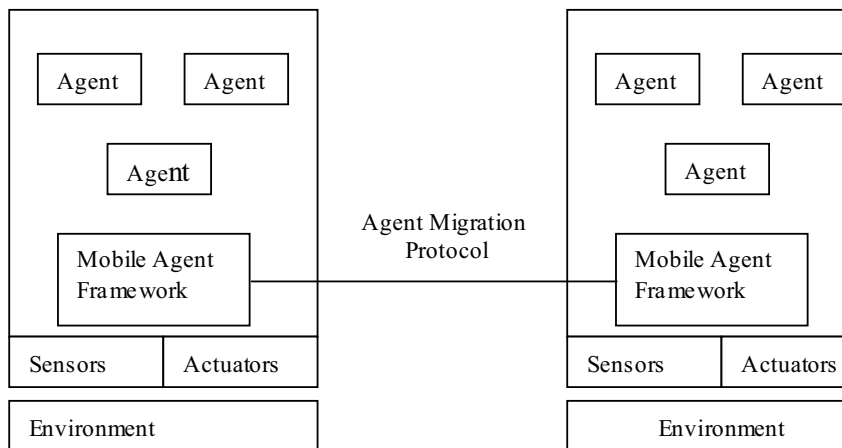 Agent
Agent
Agent
Mobile Agent
Framework
Sensors
Actuators
Environment
Agent Migration
Protocol
Agent
Agent
Agent
Mobile Agent
Framework
Sensors
Actuators
Environment